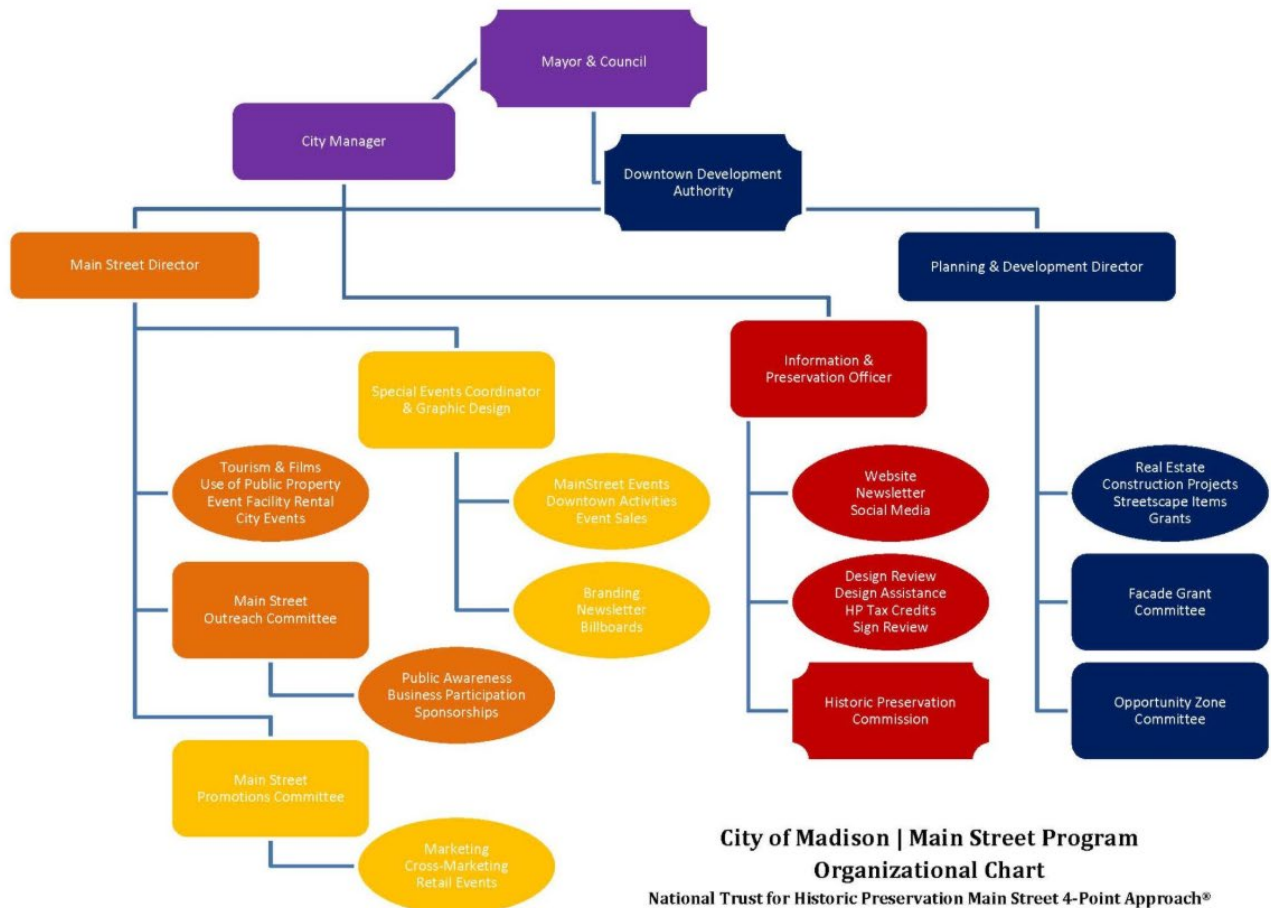 Mayor & Council
City Manager
Downtown Development
Authority
Main Street Director
Planning & Development Director
Special Events Coordinator
& Graphic Design
Information &
Preservation Officer
Tourism & Films
Use of Public Property
Event Facility Rental
City Events
MainStreet Events
Downtown Activities
Event Sales
Website
Newsletter
Social Media
Real Estate
Construction Projects
Streetscape Items
Grants
Main Street
Outreach Committee
Branding
Newsletter
Billboards
Design Review
Design Assistance
HP Tax Credits
Sign Review
Facade Grant
Committee
Public Awareness
Business Participation
Sponsorships
Historic Preservation
Commission
Opportunity Zone
Committee
Main Street
Promotions Committee
Marketing
Cross-Marketing
Retail Events
City of Madison | Main Street Program
Organizational Chart
National Trust for Historic Preservation Main Street 4-Point Approach®